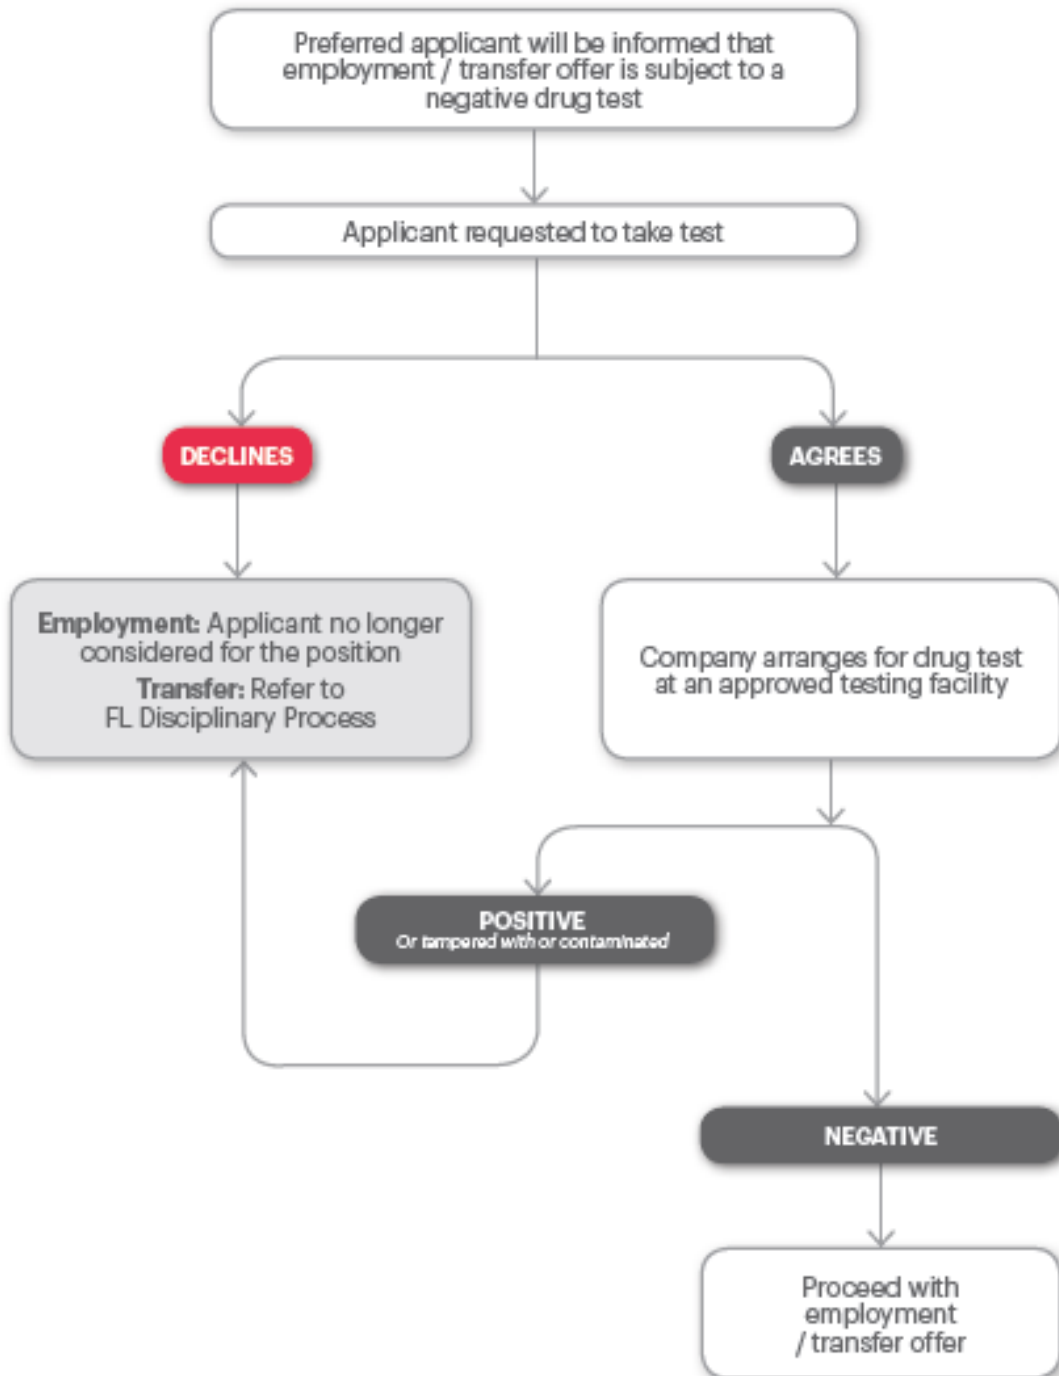 Preferred applicant will be informed that
employment / transfer offer is subject to a
negative drug test
Applicant requested to take test
DECLINES
AGREES
Employment: Applicant no longer
considered for the position
Transfer: Refer to
FL Disciplinary Process
Company arranges for drug test
at an approved testing facility
POSITIVE
Or tampered with or contaminated
NEGATIVE
Proceed with
employment
/ transfer offer